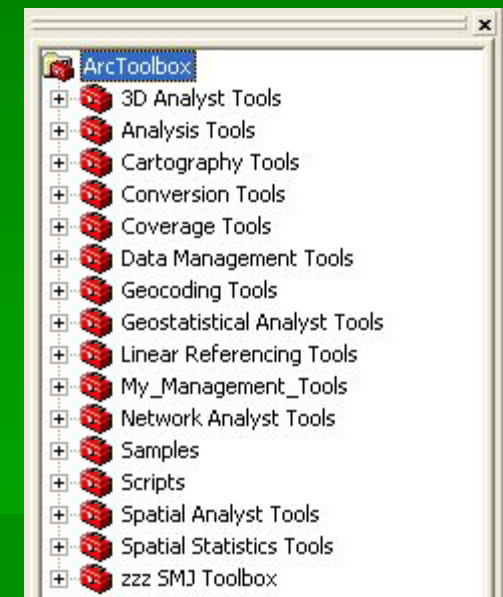 ArcToolbox
3D Analyst Tools
Analysis Tools
Cartography Tools
Conversion Tools
Coverage Tools
Data Management Tools
Geocoding Tools
Geostatistical Analyst Tools
Linear Referencing Tools
My_Management_Tools
Network Analyst Tools
Samples
Scripts
Spatial Analyst Tools
Spatial Statistics Tools
zzz SMJ Toolbox